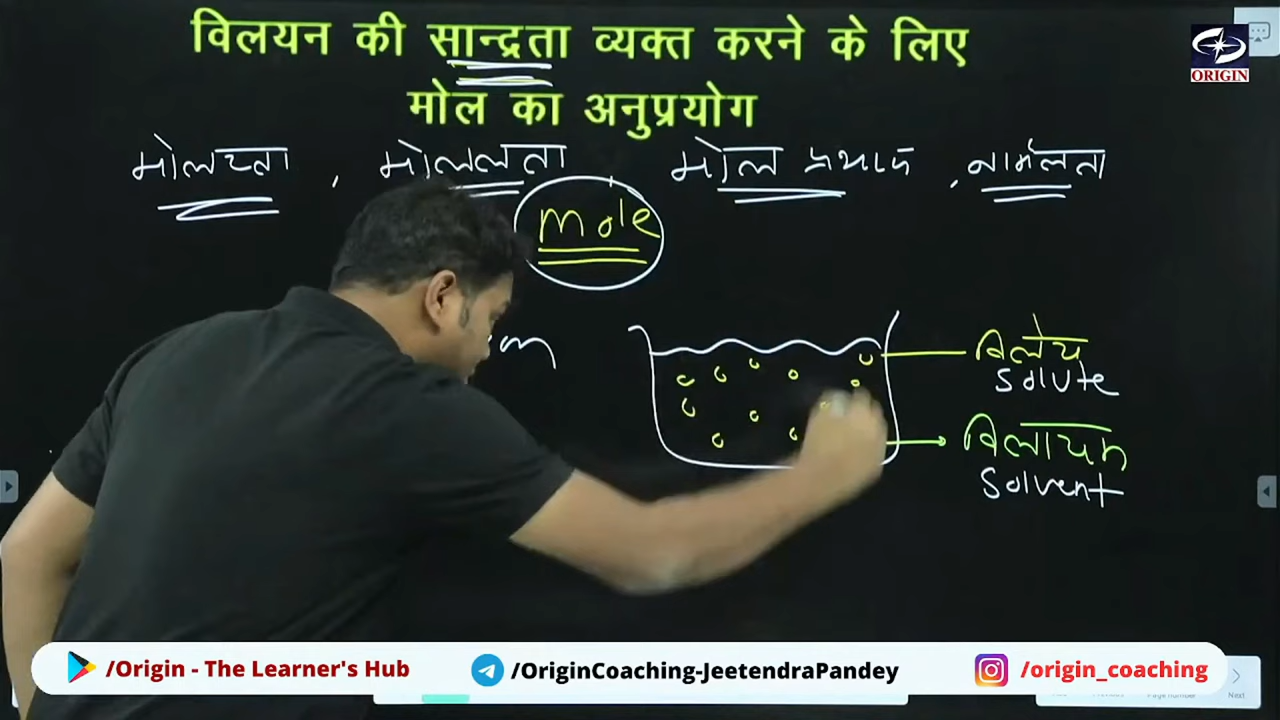 विलयन की सान्द्रता व्यक्त करने के लिए
मोल का अनुप्रयोग
ORIGIN
मोलरता , मोललता मोल प्रभाज , नार्मलता
mole
विलेय
solute
विलायक
solvent
/Origin - The Learner's Hub
/OriginCoaching-JeetendraPandey
/origin_coaching
Next